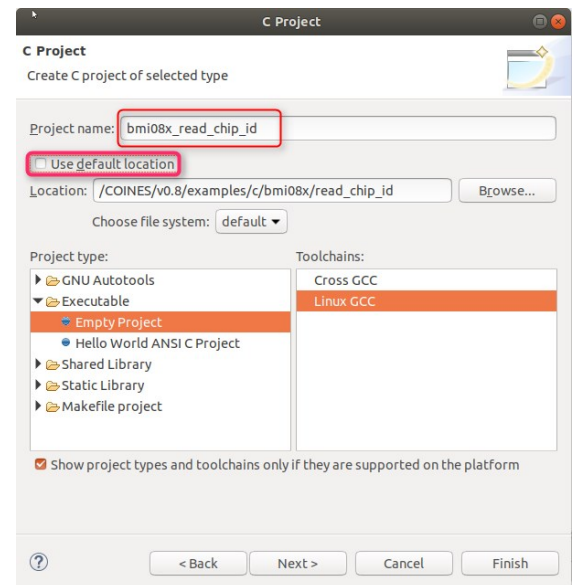 C Project
C Project
Create C project of selected type
Project name: bmi08x_read_chip_id
Use default location
Location: /COINES/v0.8/examples/c/bmi08x/read_chip_id Browse...
Choose file system: default
Project type: Toolchains:
GNU Autotools Cross GCC
Executable Linux GCC
Empty Project
Hello World ANSI C Project
Shared Library
Static Library
Makefile project
Show project types and toolchains only if they are supported on the platform
? < Back Next > Cancel Finish